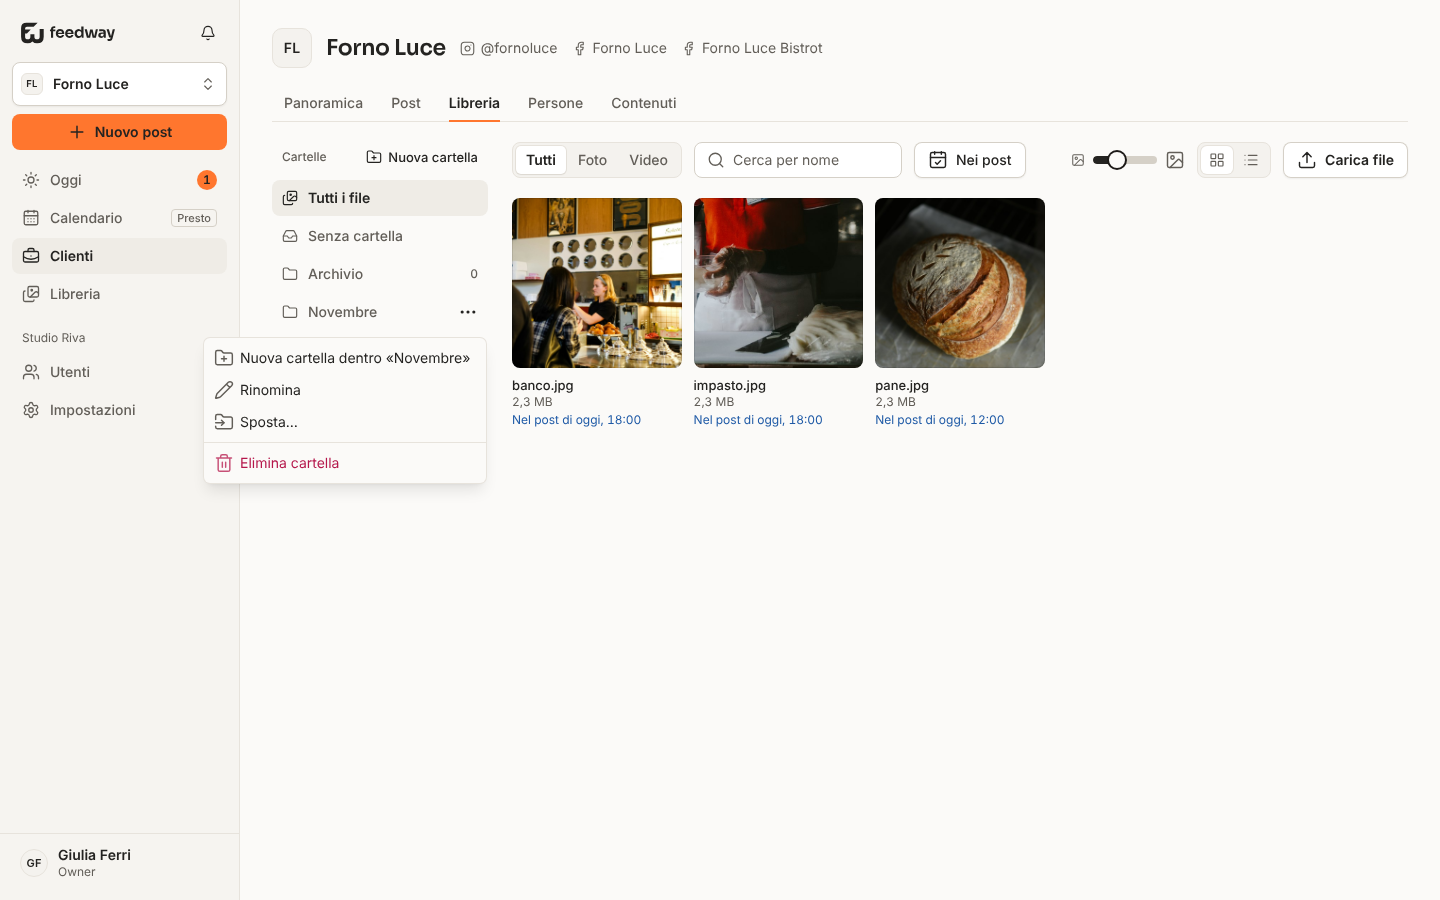 feedway
FL
Forno Luce
Nuovo post
Oggi
1
Calendario
Presto
Clienti
Libreria
Studio Riva
Utenti
Impostazioni
GF
Giulia Ferri
Owner
FL
Forno Luce
@fornoluce
Forno Luce
Forno Luce Bistrot
Panoramica
Post
Libreria
Persone
Contenuti
Cartelle
Nuova cartella
Tutti i file
Senza cartella
Archivio
0
Novembre
Nuova cartella dentro «Novembre»
Rinomina
Sposta...
Elimina cartella
Tutti
Foto
Video
Cerca per nome
Nei post
Carica file
banco.jpg
2,3 MB
Nel post di oggi, 18:00
impasto.jpg
2,3 MB
Nel post di oggi, 18:00
pane.jpg
2,3 MB
Nel post di oggi, 12:00